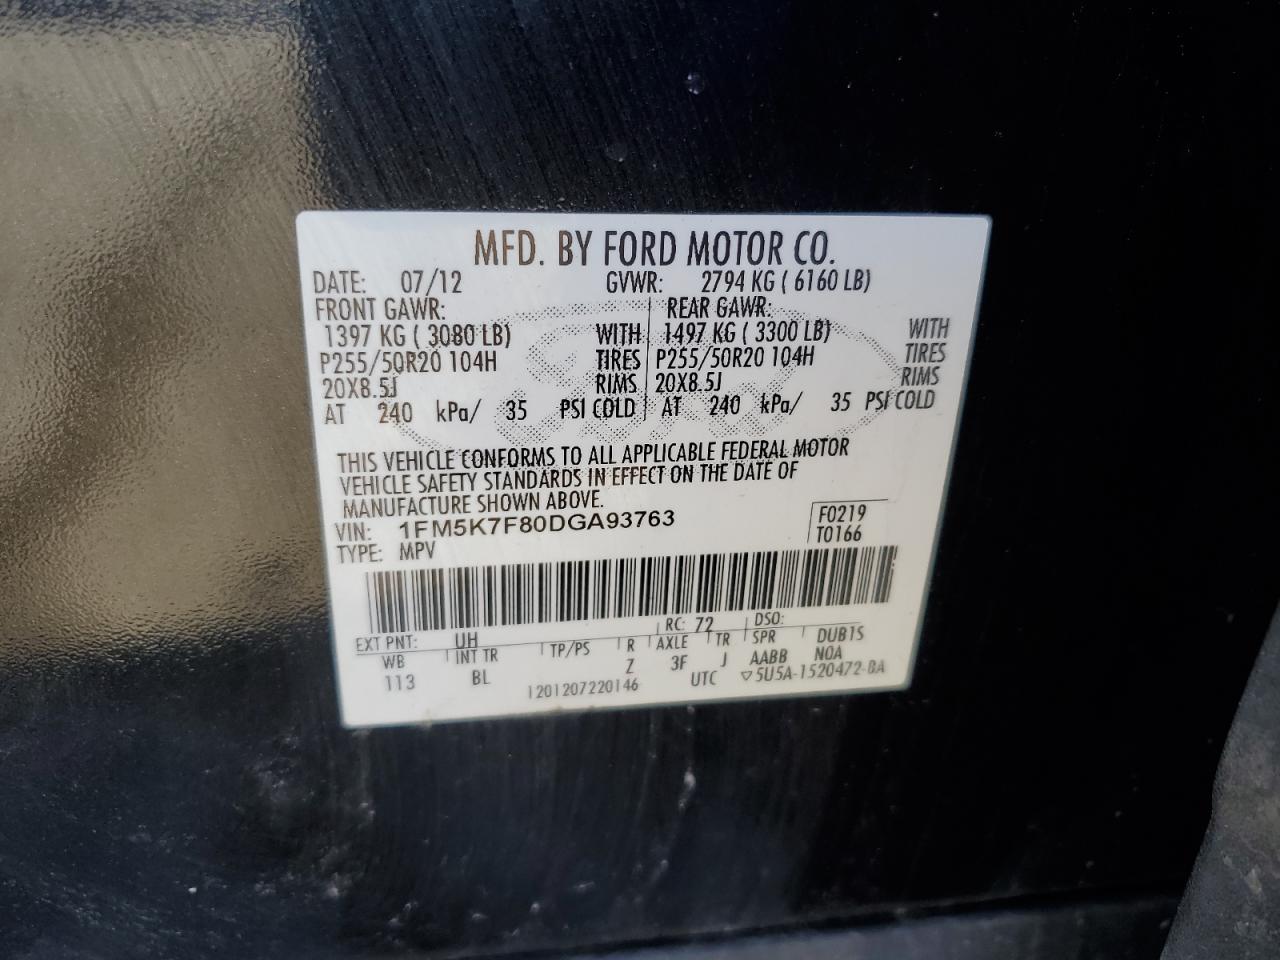 MFD. BY FORD MOTOR CO.
DATE: 07/12 GVWR: 2794 KG ( 6160 LB)
FRONT GAWR: REAR GAWR:
1397 KG ( 3080 LB) WITH 1497 KG ( 3300 LB) WITH
P255/50R20 104H TIRES P255/50R20 104H TIRES
20X8.5J RIMS 20X8.5J RIMS
AT 240 kPa/ 35 PSI COLD AT 240 kPa/ 35 PSI COLD
THIS VEHICLE CONFORMS TO ALL APPLICABLE FEDERAL MOTOR
VEHICLE SAFETY STANDARDS IN EFFECT ON THE DATE OF
MANUFACTURE SHOWN ABOVE.
VIN: 1FM5K7F80DGA93763 F0219
TYPE: MPV T0166
EXT PNT: UH RC: 72 DSO:
WB INT TR TP/PS R AXLE TR SPR DUB1S
113 BL Z 3F J AABB N0A
1201207220146 UTC ▽5U5A-1520472-BA